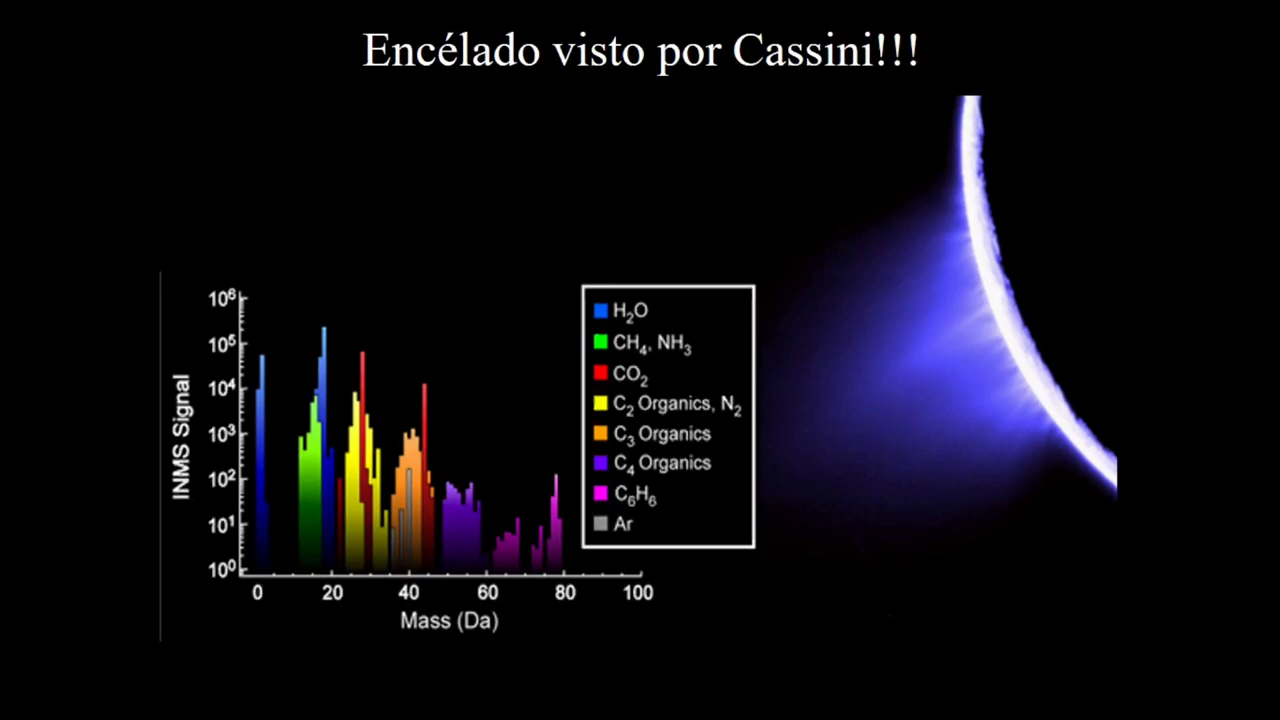 Encélado visto por Cassini!!!
INMS Signal
10⁶
10⁵
10⁴
10³
10²
10¹
10⁰
0 20 40 60 80 100
Mass (Da)
H₂O
CH₄, NH₃
CO₂
C₂ Organics, N₂
C₃ Organics
C₄ Organics
C₆H₆
Ar